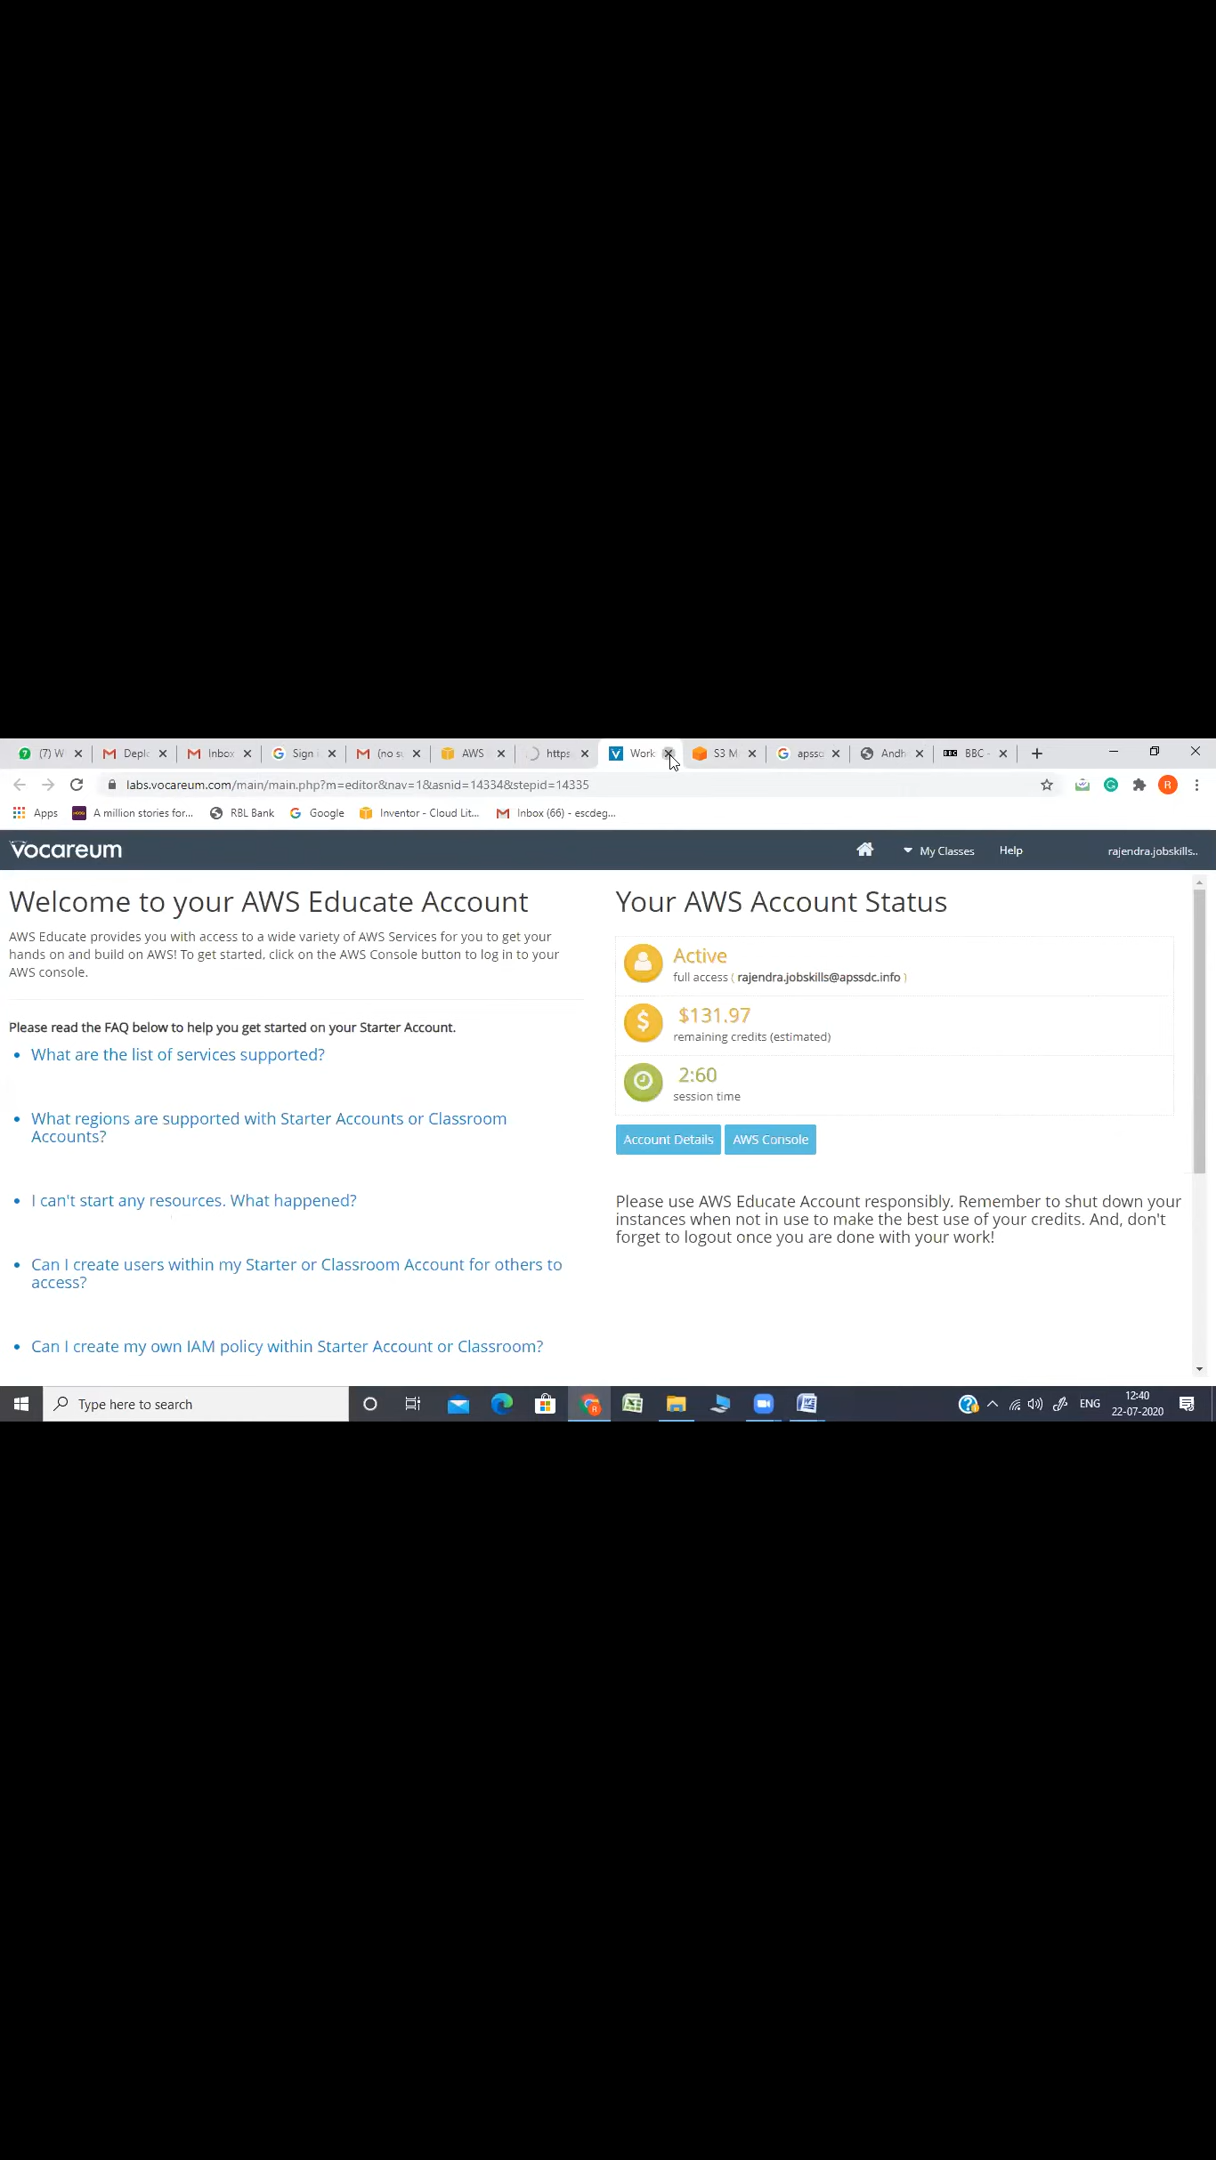 (7) W
Deplo
Inbox
Sign i
(no su
AWS
https:
Work
S3 M
apssd
Andh
BBC -
labs.vocareum.com/main/main.php?m=editor&nav=1&asnid=14334&stepid=14335
R
Apps
A million stories for...
RBL Bank
Google
Inventor - Cloud Lit...
Inbox (66) - escdeg...
vocareum
My Classes
Help
rajendra.jobskills..
Welcome to your AWS Educate Account
AWS Educate provides you with access to a wide variety of AWS Services for you to get your
hands on and build on AWS! To get started, click on the AWS Console button to log in to your
AWS console.
Please read the FAQ below to help you get started on your Starter Account.
• What are the list of services supported?
• What regions are supported with Starter Accounts or Classroom
Accounts?
• I can't start any resources. What happened?
• Can I create users within my Starter or Classroom Account for others to
access?
• Can I create my own IAM policy within Starter Account or Classroom?
Your AWS Account Status
Active
full access ( rajendra.jobskills@apssdc.info )
$131.97
remaining credits (estimated)
2:60
session time
Account Details
AWS Console
Please use AWS Educate Account responsibly. Remember to shut down your
instances when not in use to make the best use of your credits. And, don't
forget to logout once you are done with your work!
Type here to search
ENG
12:40
22-07-2020